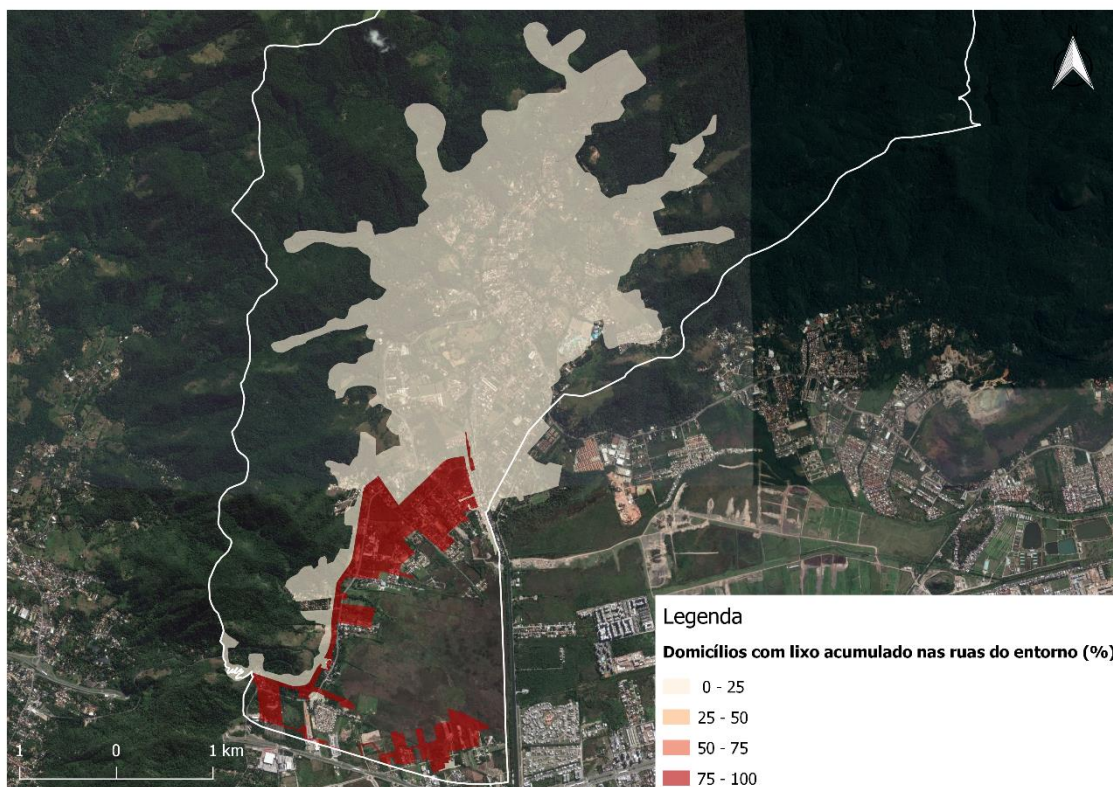 1 0 1 km
Legenda
Domicílios com lixo acumulado nas ruas do entorno (%)
0 - 25
25 - 50
50 - 75
75 - 100